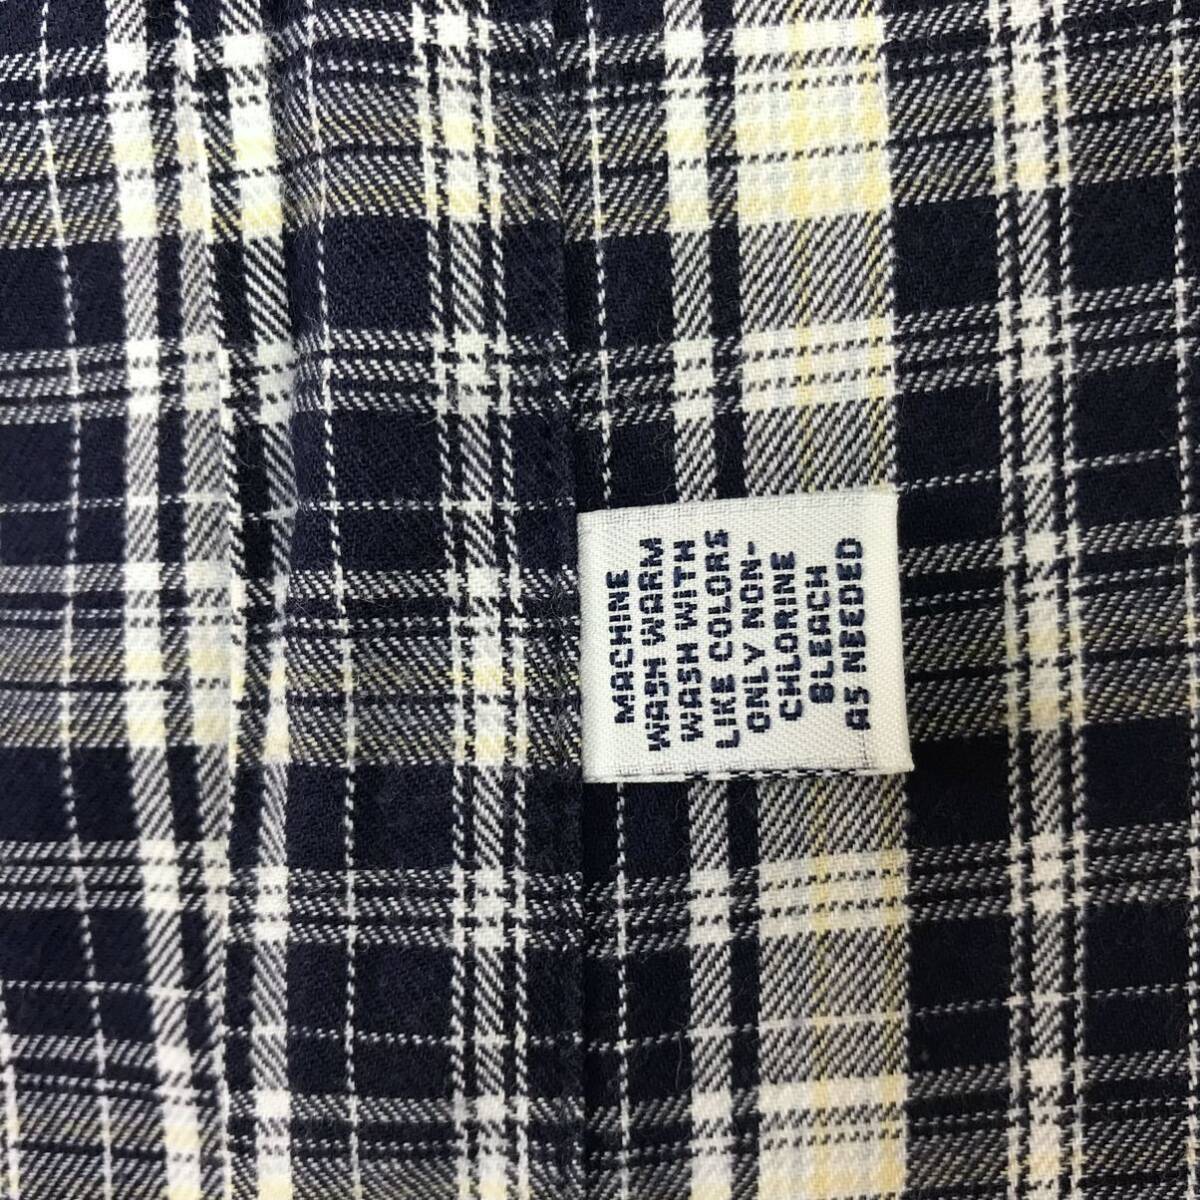 MACHINE
WASH WARM
WASH WITH
LIKE COLORS
ONLY NON-
CHLORINE
BLEACH
AS NEEDED